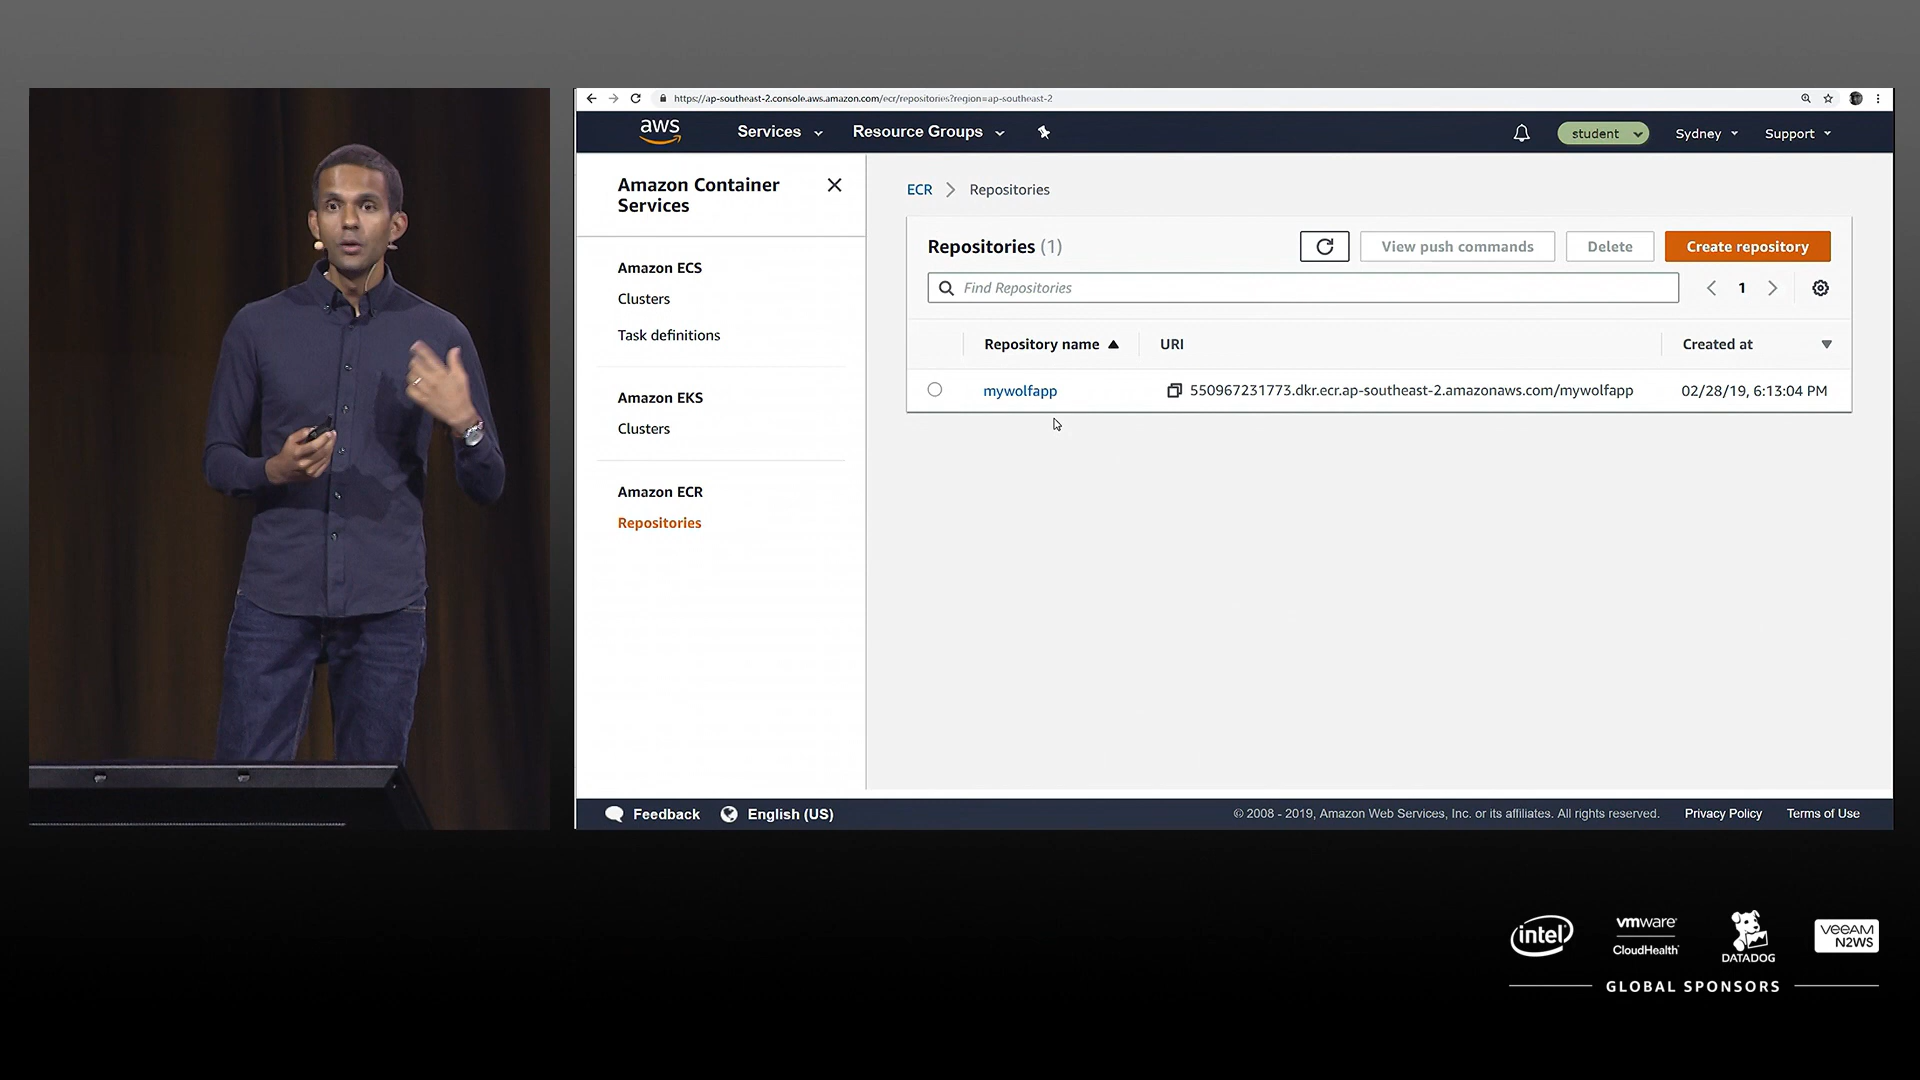 https://ap-southeast-2.console.aws.amazon.com/ecr/repositories?region=ap-southeast-2
aws
Services
Resource Groups
student
Sydney
Support
Amazon Container
Services
Amazon ECS
Clusters
Task definitions
Amazon EKS
Clusters
Amazon ECR
Repositories
ECR
Repositories
Repositories (1)
View push commands
Delete
Create repository
Find Repositories
1
Repository name
URI
Created at
mywolfapp
550967231773.dkr.ecr.ap-southeast-2.amazonaws.com/mywolfapp
02/28/19, 6:13:04 PM
Feedback
English (US)
© 2008 - 2019, Amazon Web Services, Inc. or its affiliates. All rights reserved.
Privacy Policy
Terms of Use
intel
vmware
CloudHealth
DATADOG
VEEAM
N2WS
GLOBAL SPONSORS